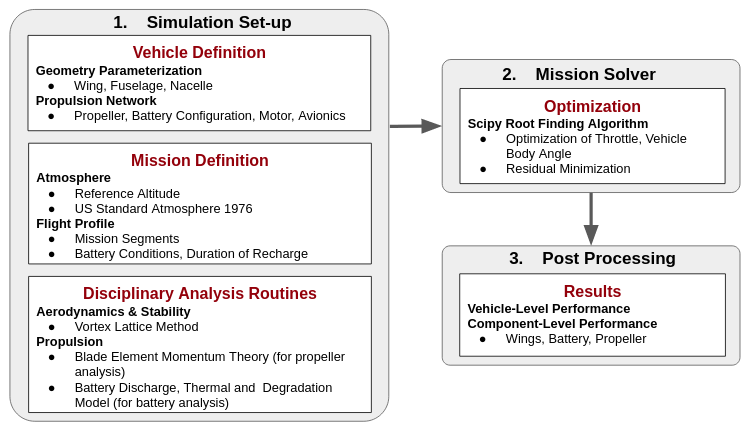 1. Simulation Set-up
Vehicle Definition
Geometry Parameterization
● Wing, Fuselage, Nacelle
Propulsion Network
● Propeller, Battery Configuration, Motor, Avionics
Mission Definition
Atmosphere
● Reference Altitude
● US Standard Atmosphere 1976
Flight Profile
● Mission Segments
● Battery Conditions, Duration of Recharge
Disciplinary Analysis Routines
Aerodynamics & Stability
● Vortex Lattice Method
Propulsion
● Blade Element Momentum Theory (for propeller
analysis)
● Battery Discharge, Thermal and Degradation
Model (for battery analysis)
2. Mission Solver
Optimization
Scipy Root Finding Algorithm
● Optimization of Throttle, Vehicle
Body Angle
● Residual Minimization
3. Post Processing
Results
Vehicle-Level Performance
Component-Level Performance
● Wings, Battery, Propeller